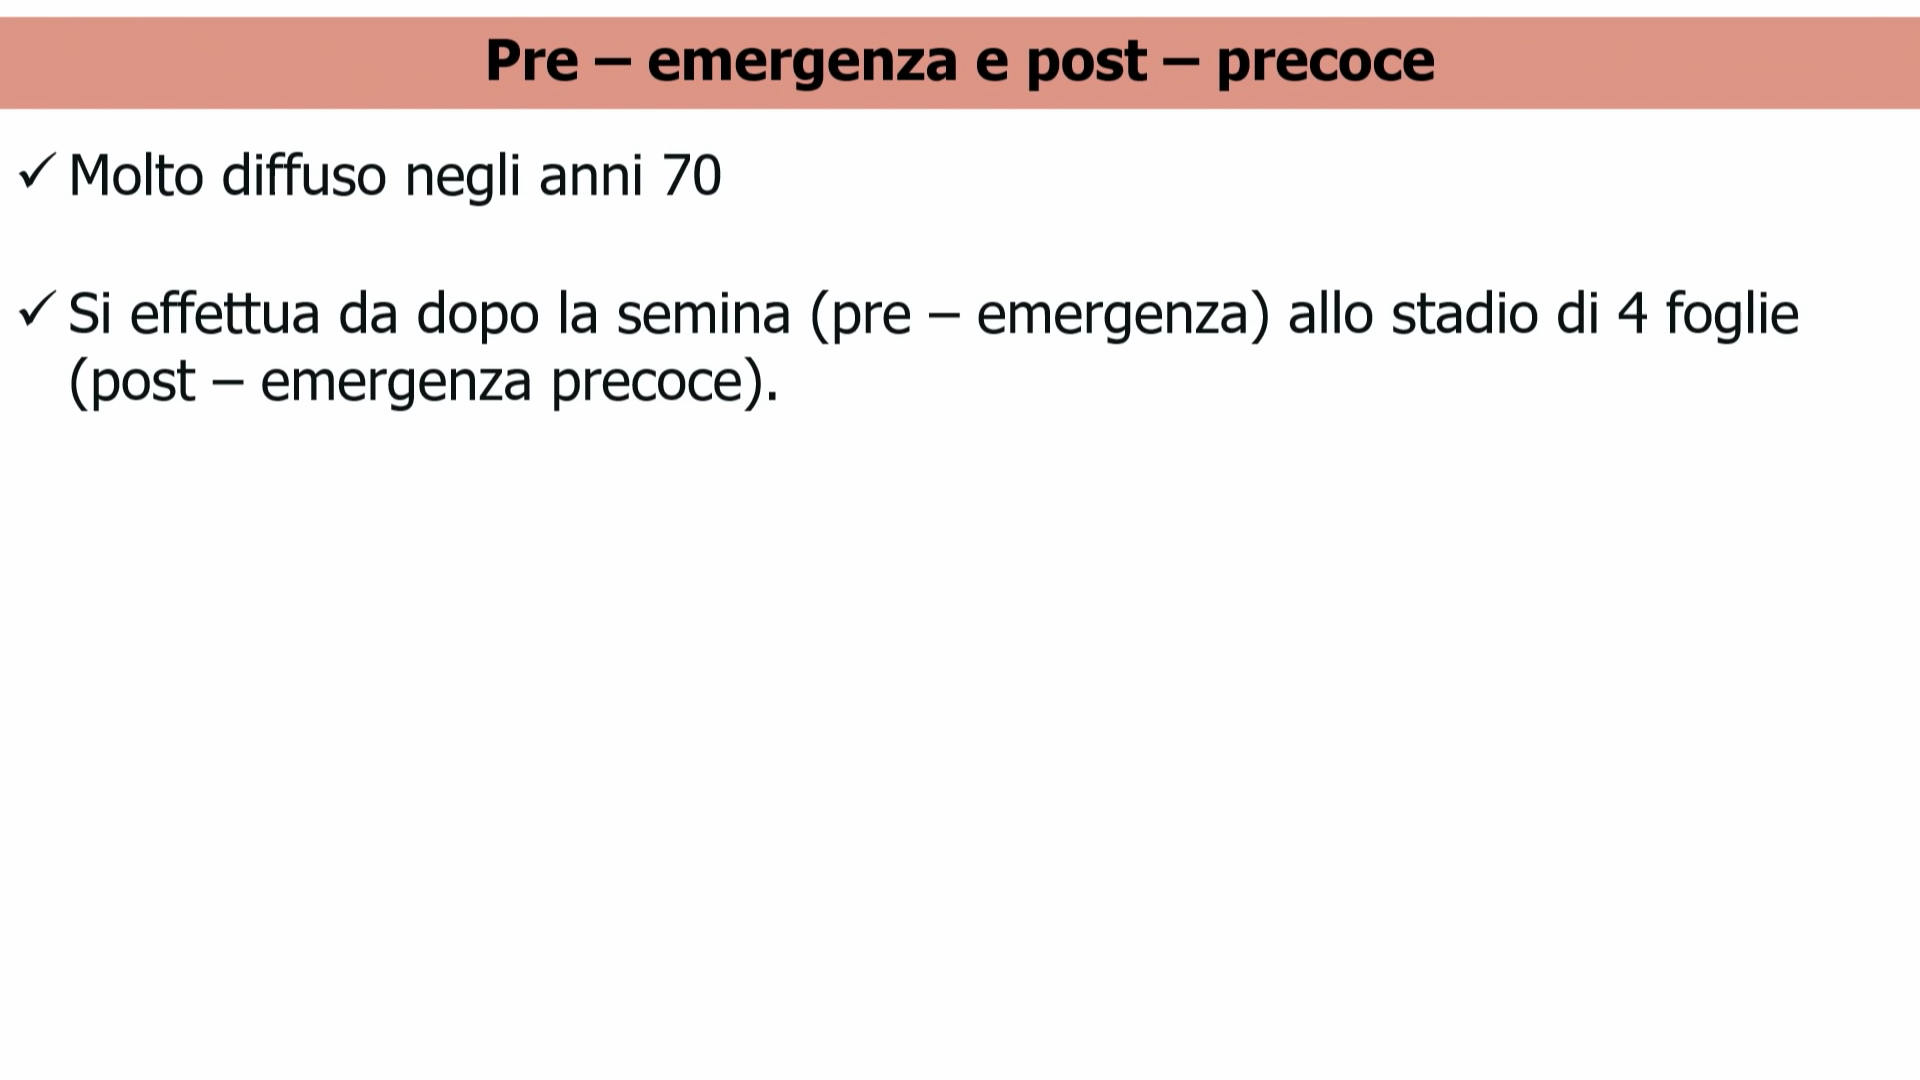 Pre – emergenza e post – precoce
✓ Molto diffuso negli anni 70
✓ Si effettua da dopo la semina (pre – emergenza) allo stadio di 4 foglie
(post – emergenza precoce).